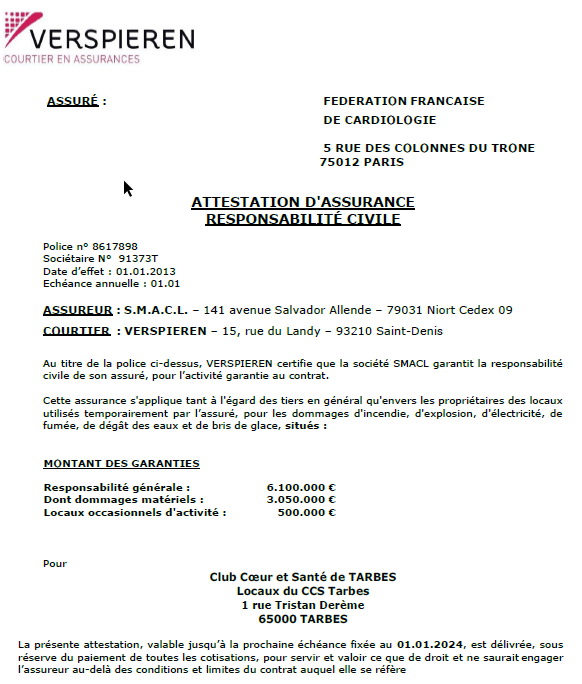 VERSPIEREN
COURTIER EN ASSURANCES
ASSURÉ :
FEDERATION FRANCAISE
DE CARDIOLOGIE
5 RUE DES COLONNES DU TRONE
75012 PARIS
ATTESTATION D'ASSURANCE
RESPONSABILITÉ CIVILE
Police n° 8617898
Sociétaire N° 91373T
Date d’effet : 01.01.2013
Echéance annuelle : 01.01
ASSUREUR : S.M.A.C.L. – 141 avenue Salvador Allende – 79031 Niort Cedex 09
COURTIER : VERSPIEREN – 15, rue du Landy – 93210 Saint-Denis
Au titre de la police ci-dessus, VERSPIEREN certifie que la société SMACL garantit la responsabilité
civile de son assuré, pour l’activité garantie au contrat.
Cette assurance s'applique tant à l'égard des tiers en général qu'envers les propriétaires des locaux
utilisés temporairement par l’assuré, pour les dommages d'incendie, d'explosion, d'électricité, de
fumée, de dégât des eaux et de bris de glace, situés :
MONTANT DES GARANTIES
Responsabilité générale : 6.100.000 €
Dont dommages matériels : 3.050.000 €
Locaux occasionnels d'activité : 500.000 €
Pour
Club Cœur et Santé de TARBES
Locaux du CCS Tarbes
1 rue Tristan Derème
65000 TARBES
La présente attestation, valable jusqu’à la prochaine échéance fixée au 01.01.2024, est délivrée, sous
réserve du paiement de toutes les cotisations, pour servir et valoir ce que de droit et ne saurait engager
l’assureur au-delà des conditions et limites du contrat auquel elle se réfère